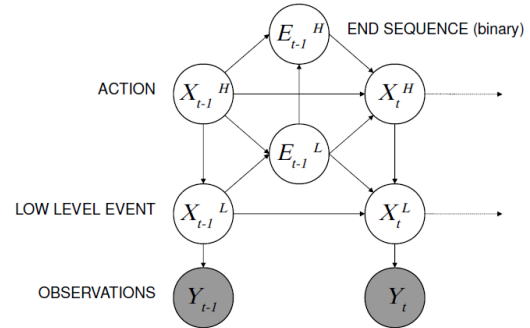 E_{t-1}^H END SEQUENCE (binary)
ACTION X_{t-1}^H X_t^H
E_{t-1}^L
LOW LEVEL EVENT X_{t-1}^L X_t^L
OBSERVATIONS Y_{t-1} Y_t